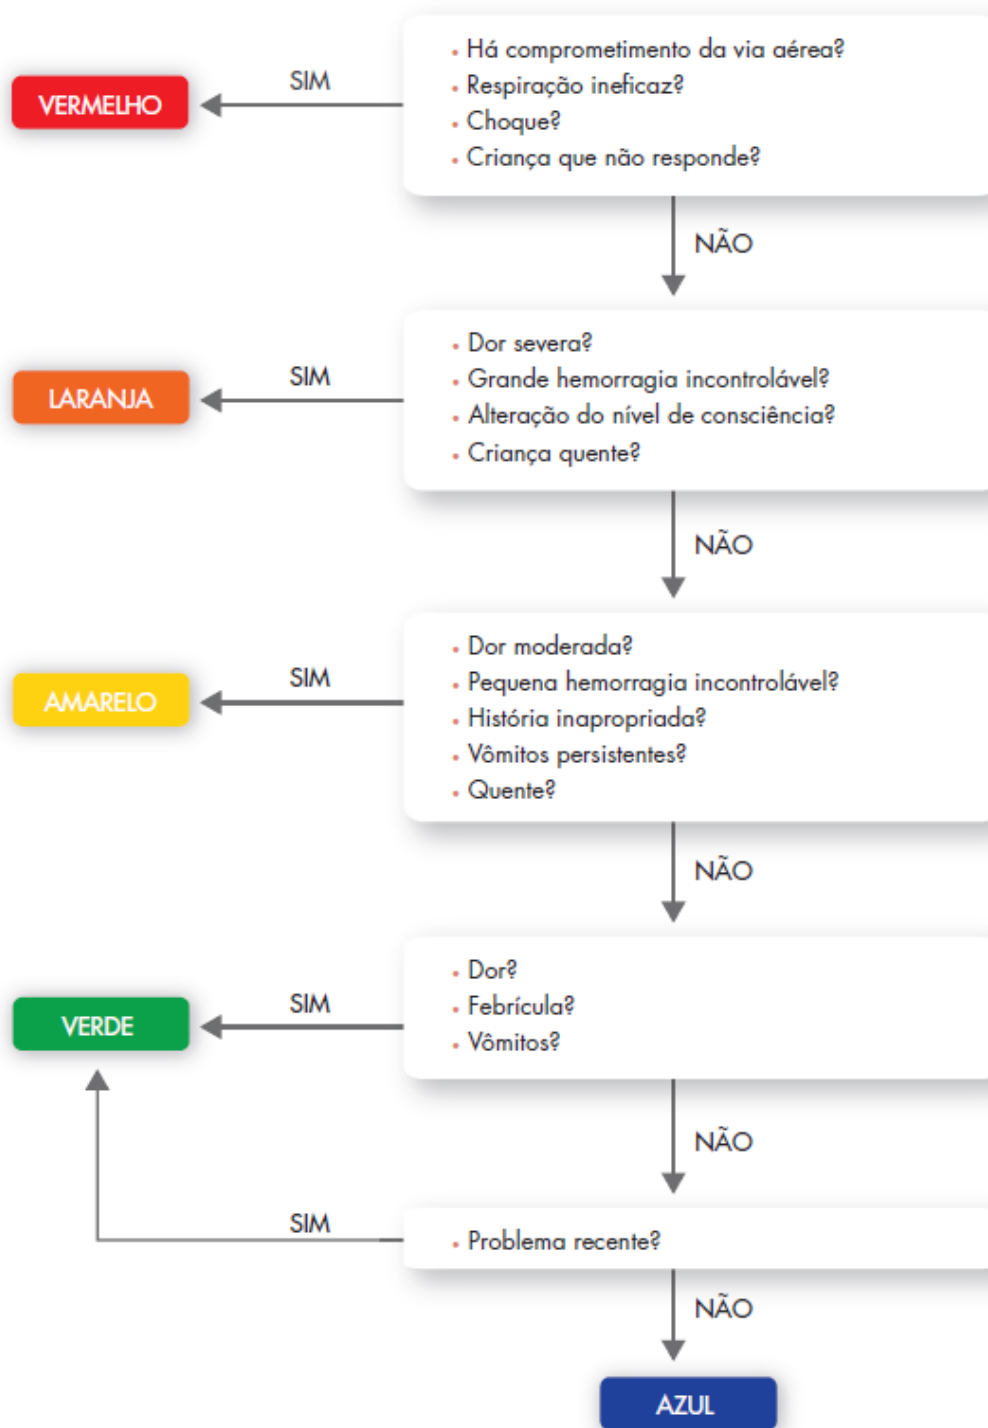 • Há comprometimento da via aérea?
• Respiração ineficaz?
• Choque?
• Criança que não responde?
SIM
VERMELHO
NÃO
• Dor severa?
• Grande hemorragia incontrolável?
• Alteração do nível de consciência?
• Criança quente?
SIM
LARANJA
NÃO
• Dor moderada?
• Pequena hemorragia incontrolável?
• História inapropriada?
• Vômitos persistentes?
• Quente?
SIM
AMARELO
NÃO
• Dor?
• Febrícula?
• Vômitos?
SIM
VERDE
NÃO
• Problema recente?
SIM
NÃO
AZUL